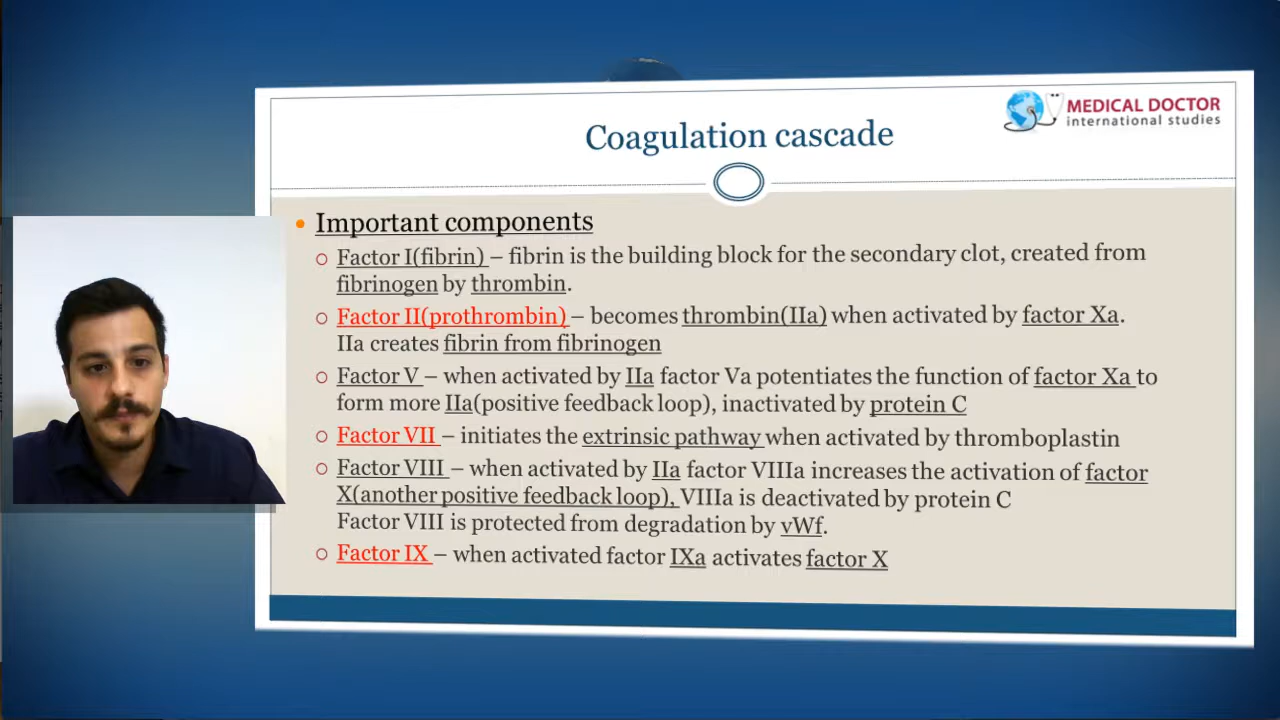 MEDICAL DOCTOR
international studies
Coagulation cascade
Important components
Factor I(fibrin) – fibrin is the building block for the secondary clot, created from
fibrinogen by thrombin.
Factor II(prothrombin) – becomes thrombin(IIa) when activated by factor Xa.
IIa creates fibrin from fibrinogen
Factor V – when activated by IIa factor Va potentiates the function of factor Xa to
form more IIa(positive feedback loop), inactivated by protein C
Factor VII – initiates the extrinsic pathway when activated by thromboplastin
Factor VIII – when activated by IIa factor VIIIa increases the activation of factor
X(another positive feedback loop), VIIIa is deactivated by protein C
Factor VIII is protected from degradation by vWf.
Factor IX – when activated factor IXa activates factor X